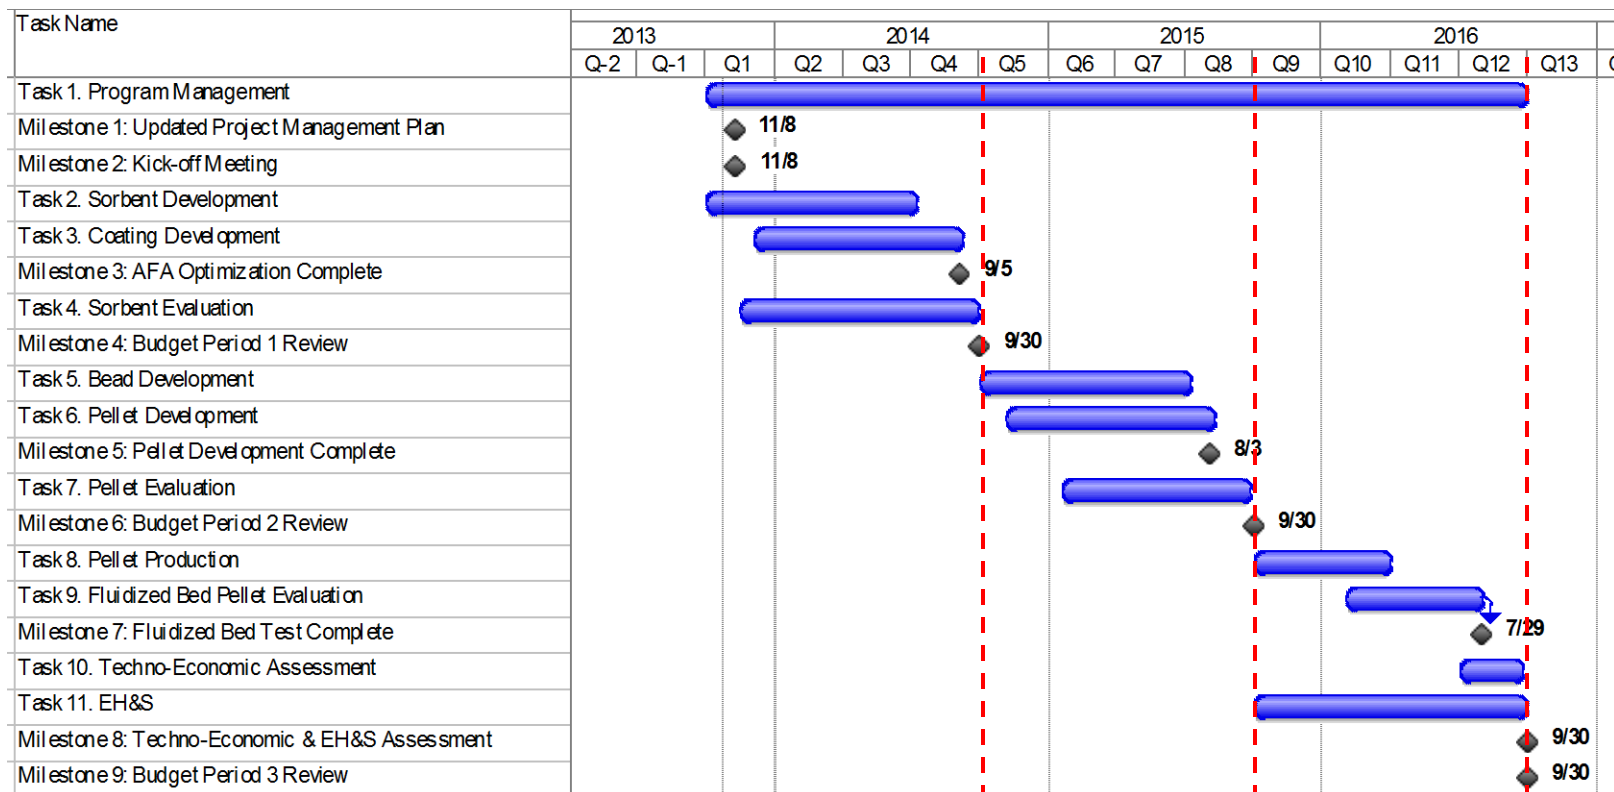 Task Name
2013 2014 2015 2016
Q-2 Q-1 Q1 Q2 Q3 Q4 Q5 Q6 Q7 Q8 Q9 Q10 Q11 Q12 Q13
Task 1. Program Management
Milestone 1: Updated Project Management Plan 11/8
Milestone 2: Kick-off Meeting 11/8
Task 2. Sorbent Development
Task 3. Coating Development
Milestone 3: AFA Optimization Complete 9/5
Task 4. Sorbent Evaluation
Milestone 4: Budget Period 1 Review 9/30
Task 5. Bead Development
Task 6. Pellet Development
Milestone 5: Pellet Development Complete 8/3
Task 7. Pellet Evaluation
Milestone 6: Budget Period 2 Review 9/30
Task 8. Pellet Production
Task 9. Fluidized Bed Pellet Evaluation
Milestone 7: Fluidized Bed Test Complete 7/29
Task 10. Techno-Economic Assessment
Task 11. EH&S
Milestone 8: Techno-Economic & EH&S Assessment 9/30
Milestone 9: Budget Period 3 Review 9/30